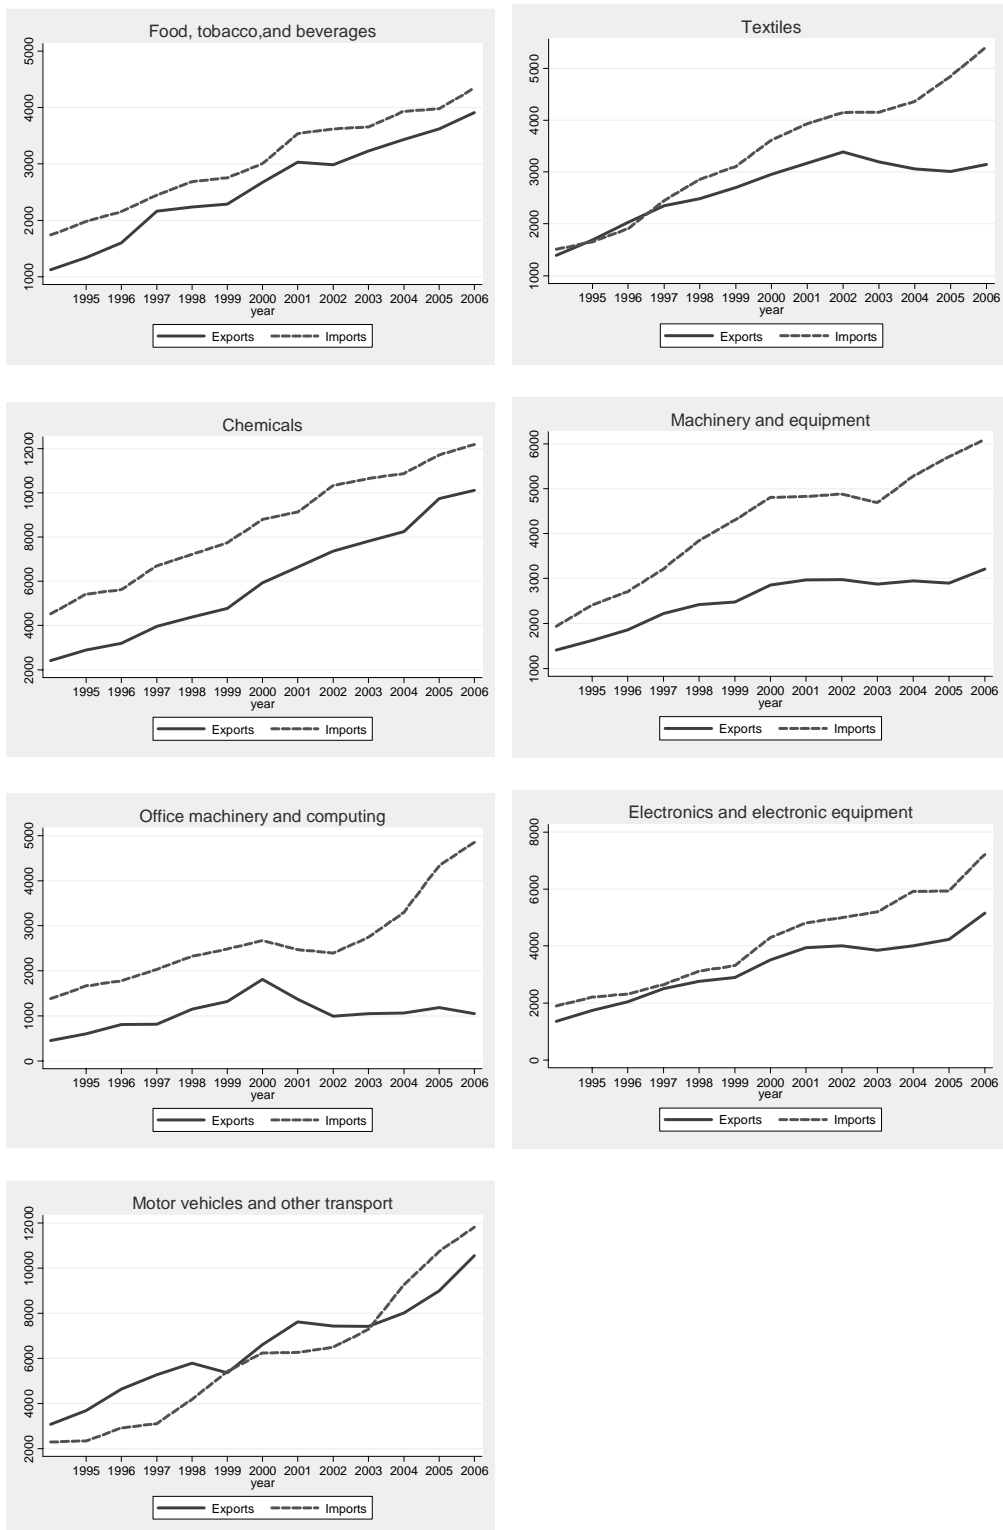 Food, tobacco,and beverages
5000
4000
3000
2000
1000
1995 1996 1997 1998 1999 2000 2001 2002 2003 2004 2005 2006
year
Exports Imports
Textiles
5000
4000
3000
2000
1000
1995 1996 1997 1998 1999 2000 2001 2002 2003 2004 2005 2006
year
Exports Imports
Chemicals
12000
10000
8000
6000
4000
2000
1995 1996 1997 1998 1999 2000 2001 2002 2003 2004 2005 2006
year
Exports Imports
Machinery and equipment
6000
5000
4000
3000
2000
1000
1995 1996 1997 1998 1999 2000 2001 2002 2003 2004 2005 2006
year
Exports Imports
Office machinery and computing
5000
4000
3000
2000
1000
0
1995 1996 1997 1998 1999 2000 2001 2002 2003 2004 2005 2006
year
Exports Imports
Electronics and electronic equipment
8000
6000
4000
2000
0
1995 1996 1997 1998 1999 2000 2001 2002 2003 2004 2005 2006
year
Exports Imports
Motor vehicles and other transport
12000
10000
8000
6000
4000
2000
1995 1996 1997 1998 1999 2000 2001 2002 2003 2004 2005 2006
year
Exports Imports